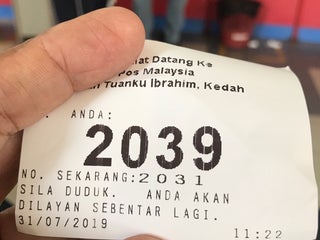 Datang Ke
Pos Malaysia
Tuanku Ibrahim, Kedah
ANDA:
2039
NO. SEKARANG:2031
SILA DUDUK. ANDA AKAN
DILAYAN SEBENTAR LAGI.
31/07/2019 11:22